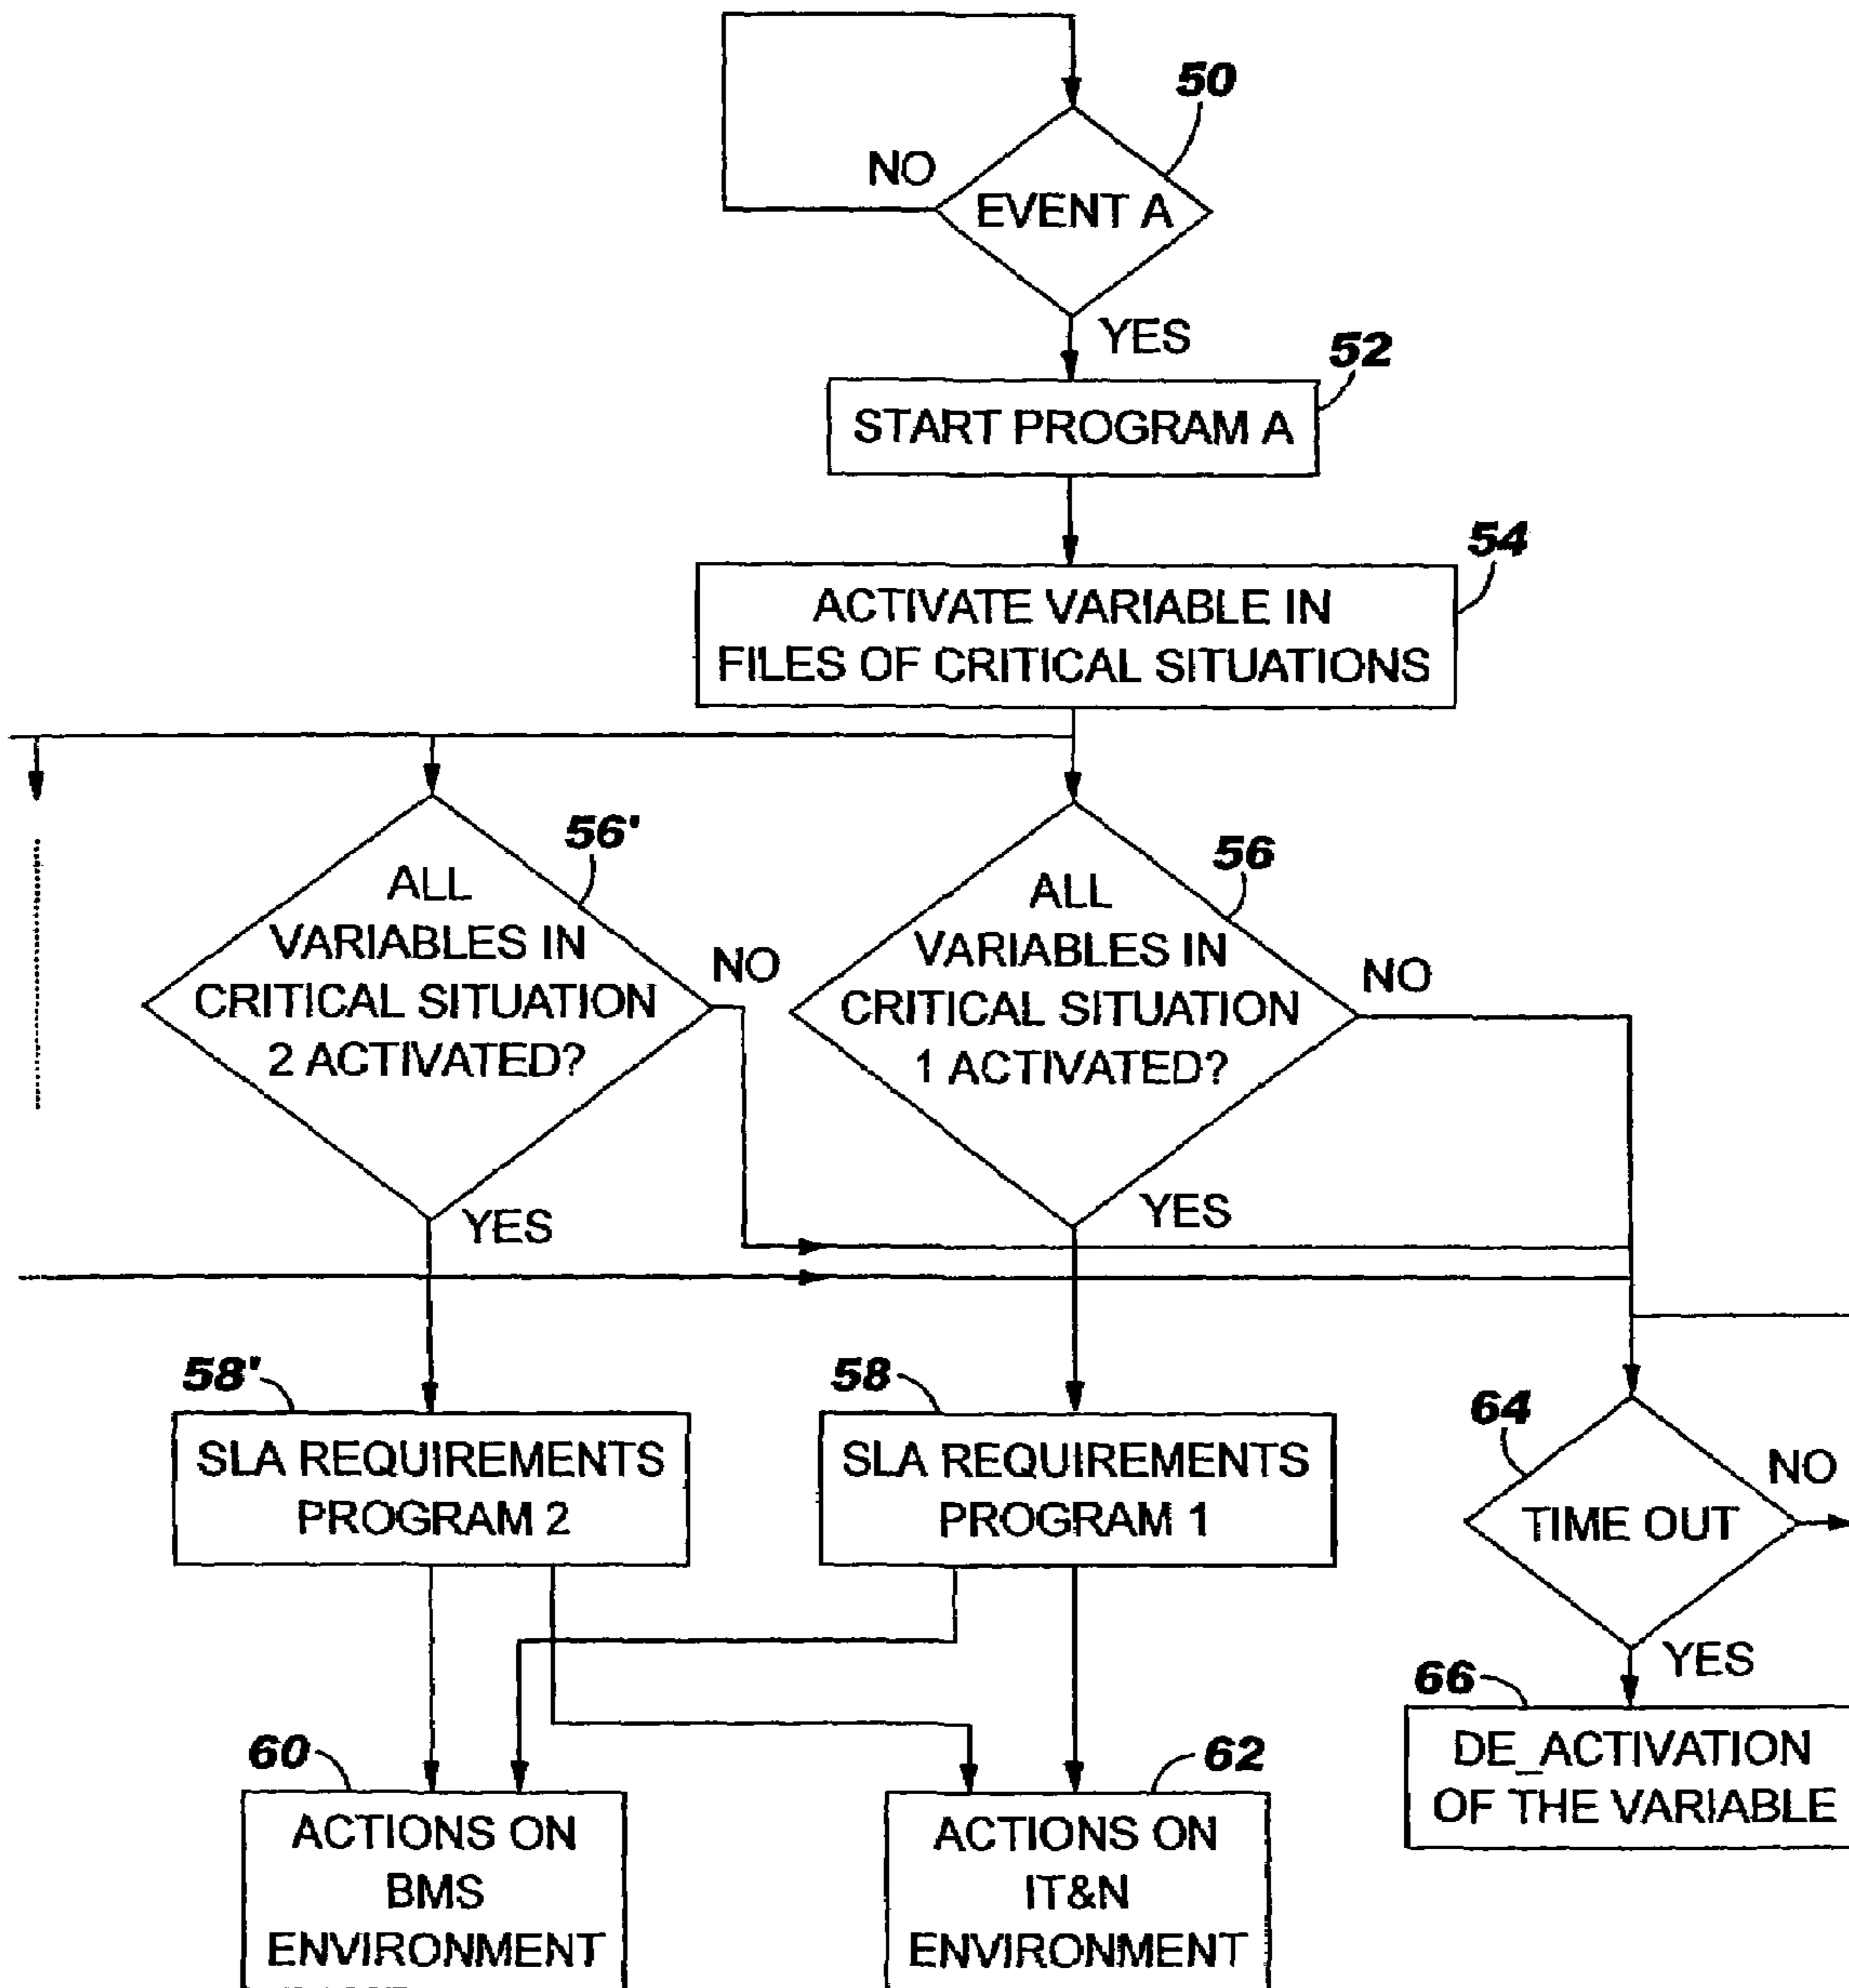 50
NO
EVENT A
YES
52
START PROGRAM A
54
ACTIVATE VARIABLE IN
FILES OF CRITICAL SITUATIONS
56'
ALL
VARIABLES IN
CRITICAL SITUATION
2 ACTIVATED?
NO
YES
56
ALL
VARIABLES IN
CRITICAL SITUATION
1 ACTIVATED?
NO
YES
58'
SLA REQUIREMENTS
PROGRAM 2
58
SLA REQUIREMENTS
PROGRAM 1
64
NO
TIME OUT
YES
66
DE_ACTIVATION
OF THE VARIABLE
60
ACTIONS ON
BMS
ENVIRONMENT
62
ACTIONS ON
IT&N
ENVIRONMENT